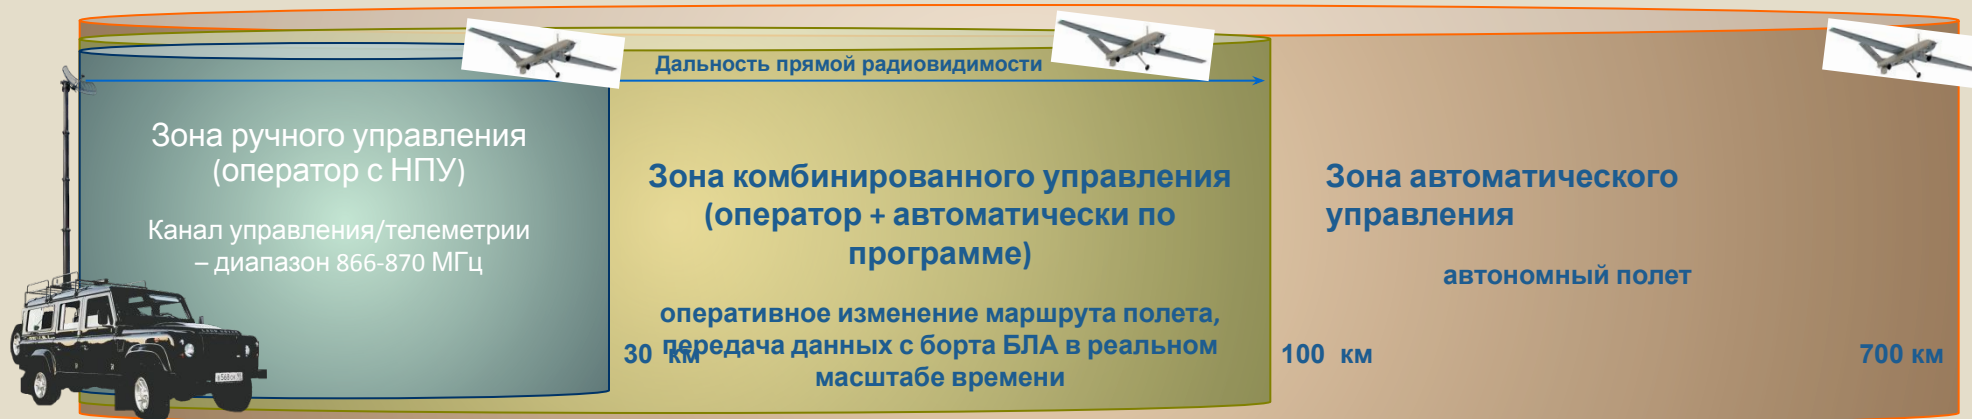 Дальность прямой радиовидимости
Зона ручного управления
(оператор с НПУ)
Канал управления/телеметрии
– диапазон 866-870 МГц
Зона комбинированного управления
(оператор + автоматически по
программе)
оперативное изменение маршрута полета,
передача данных с борта БЛА в реальном
масштабе времени
30 км
Зона автоматического
управления
автономный полет
100 км
700 км